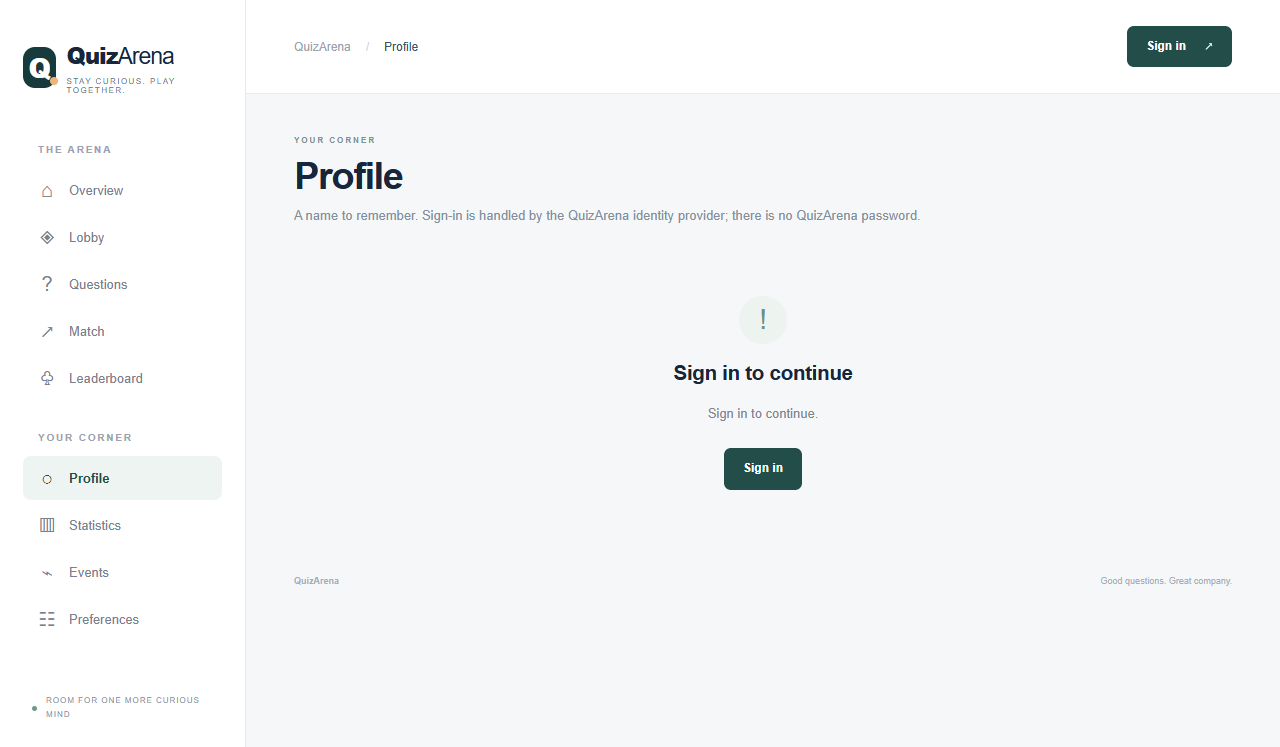 QuizArena
STAY CURIOUS. PLAY
TOGETHER.
THE ARENA
Overview
Lobby
Questions
Match
Leaderboard
YOUR CORNER
Profile
Statistics
Events
Preferences
ROOM FOR ONE MORE CURIOUS
MIND
QuizArena / Profile
Sign in ↗
YOUR CORNER
Profile
A name to remember. Sign-in is handled by the QuizArena identity provider; there is no QuizArena password.
!
Sign in to continue
Sign in to continue.
Sign in
QuizArena
Good questions. Great company.